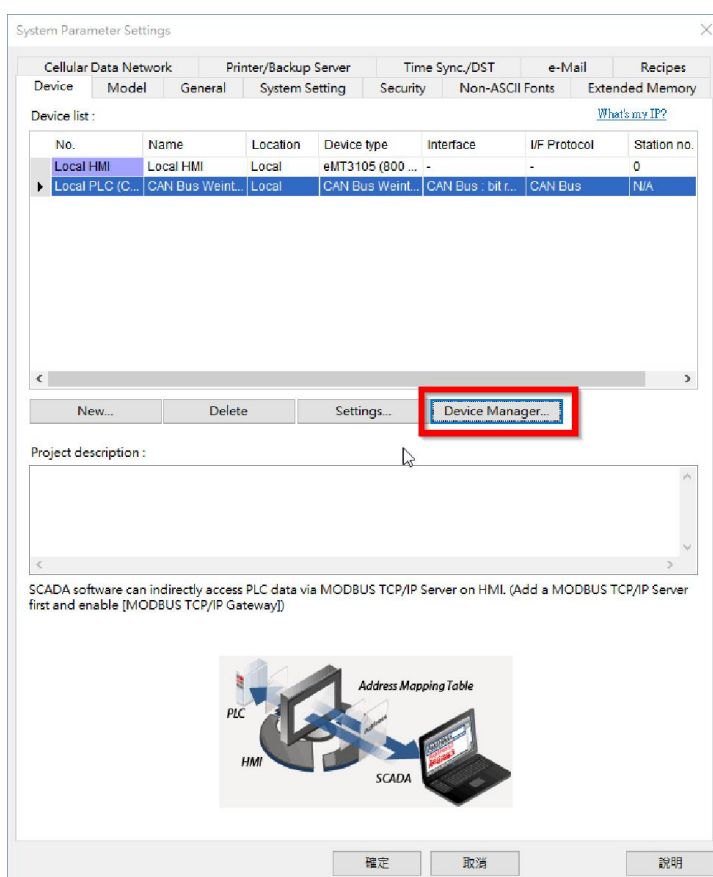 System Parameter Settings
Cellular Data Network Printer/Backup Server Time Sync./DST e-Mail Recipes
Device Model General System Setting Security Non-ASCII Fonts Extended Memory
Device list : What's my IP?
No. Name Location Device type Interface I/F Protocol Station no.
Local HMI Local HMI Local eMT3105 (800 ... - - 0
Local PLC (C... CAN Bus Weint... Local CAN Bus Weint... CAN Bus : bit r... CAN Bus N/A
New... Delete Settings... Device Manager...
Project description :
SCADA software can indirectly access PLC data via MODBUS TCP/IP Server on HMI. (Add a MODBUS TCP/IP Server
first and enable [MODBUS TCP/IP Gateway])
Address Mapping Table
PLC
Address
HMI
SCADA
確定 取消 說明